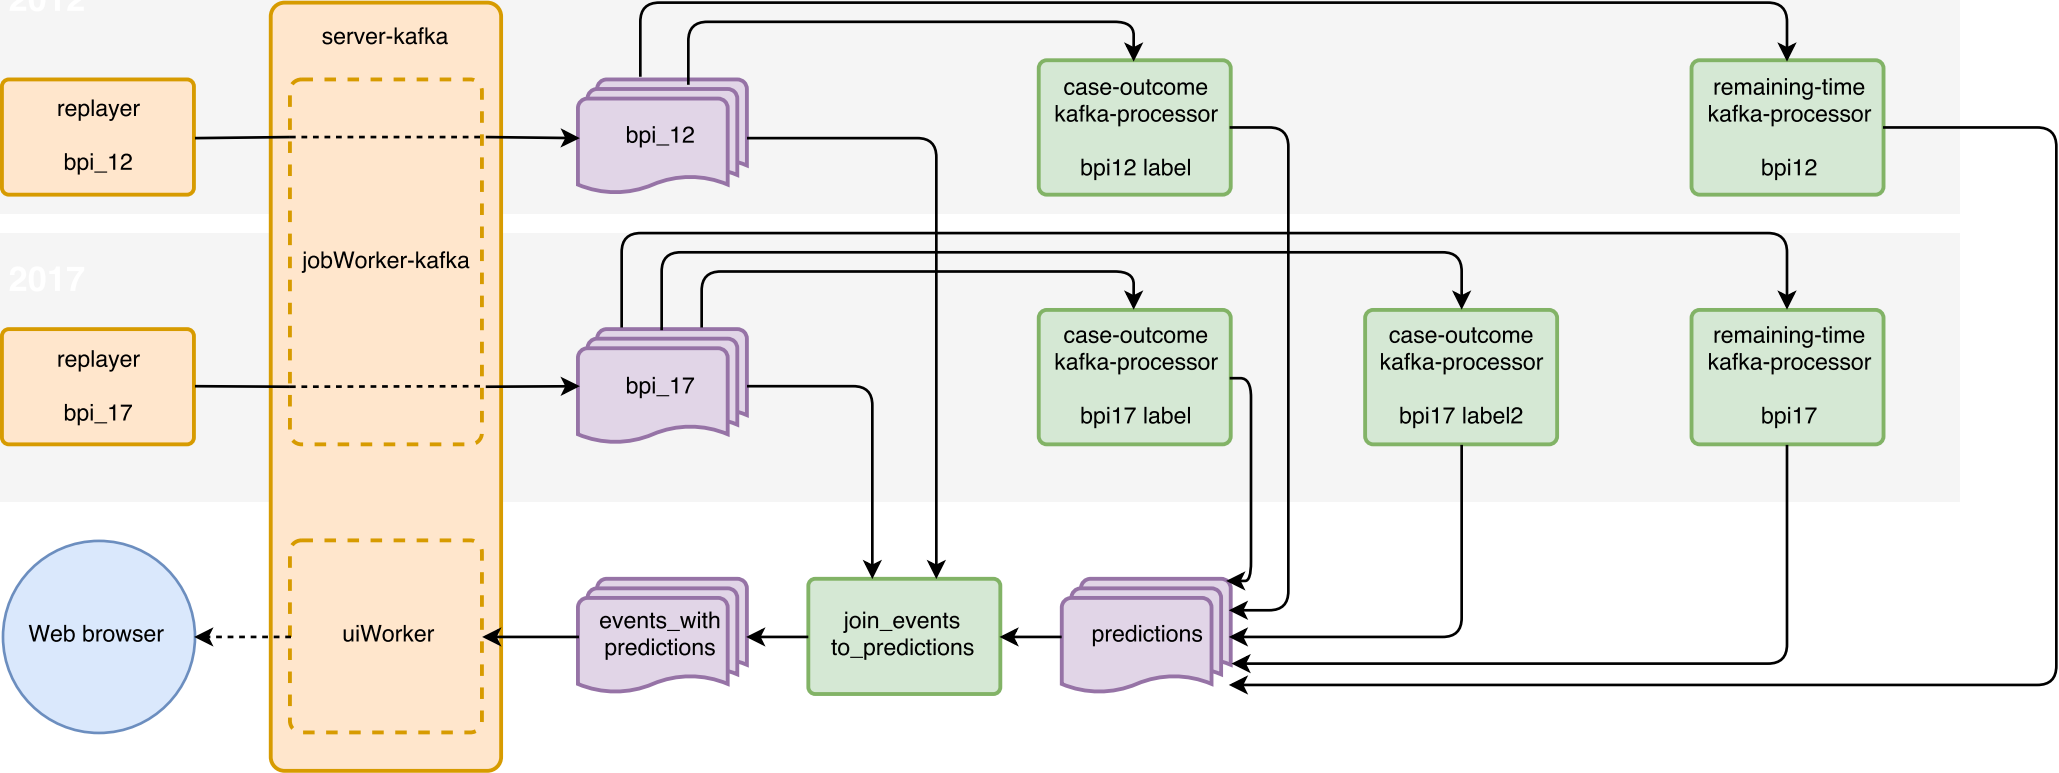 2012
server-kafka
replayer
bpi_12
jobWorker-kafka
bpi_12
case-outcome
kafka-processor
bpi12 label
remaining-time
kafka-processor
bpi12
2017
replayer
bpi_17
bpi_17
case-outcome
kafka-processor
bpi17 label
case-outcome
kafka-processor
bpi17 label2
remaining-time
kafka-processor
bpi17
Web browser
uiWorker
events_with
predictions
join_events
to_predictions
predictions